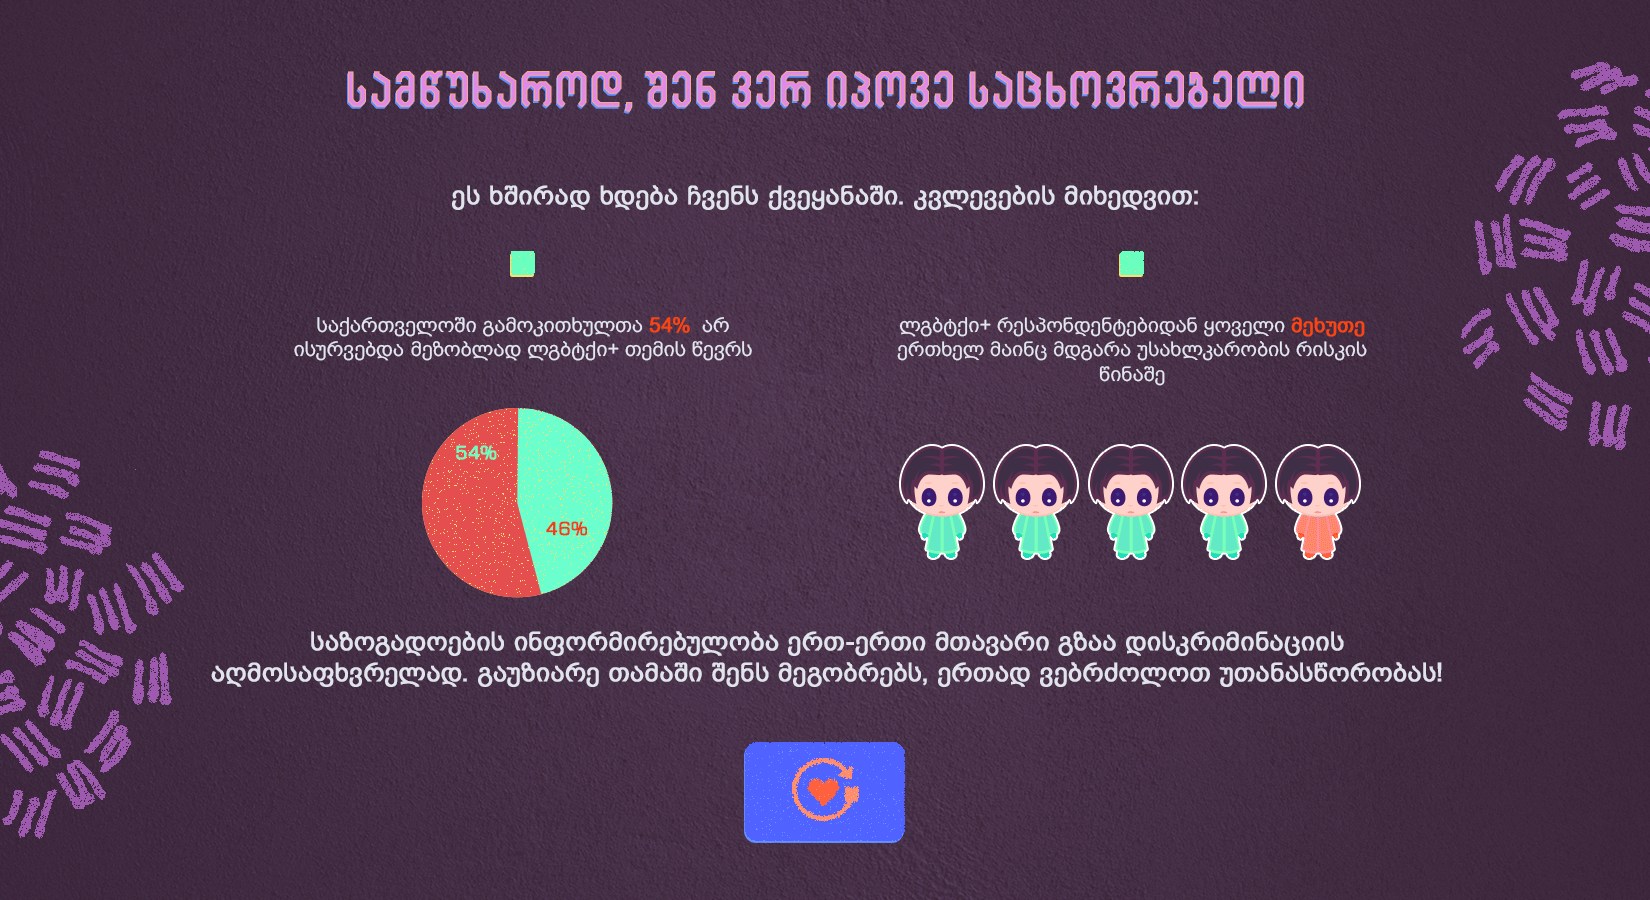 სამწუხაროდ, შენ ვერ იპოვე საცხოვრებელი
ეს ხშირად ხდება ჩვენს ქვეყანაში. კვლევების მიხედვით:
საქართველოში გამოკითხულთა 54% არ
ისურვებდა მეზობლად ლგბტქი+ თემის წევრს
ლგბტქი+ რესპონდენტებიდან ყოველი მეხუთე
ერთხელ მაინც მდგარა უსახლკარობის რისკის
წინაშე
54%
46%
საზოგადოების ინფორმირებულობა ერთ-ერთი მთავარი გზაა დისკრიმინაციის
აღმოსაფხვრელად. გაუზიარე თამაში შენს მეგობრებს, ერთად ვებრძოლოთ უთანასწორობას!